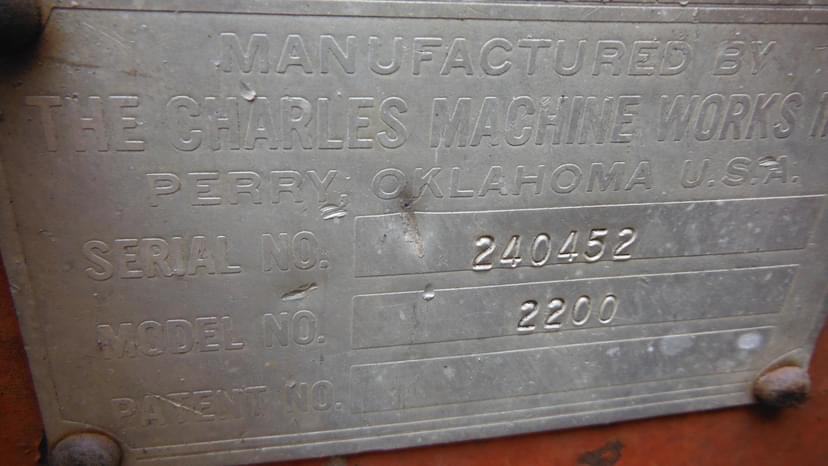 MANUFACTURED BY
THE CHARLES MACHINE WORKS
PERRY, OKLAHOMA U.S.A.
SERIAL NO. 240452
MODEL NO. 2200
PATENT NO.